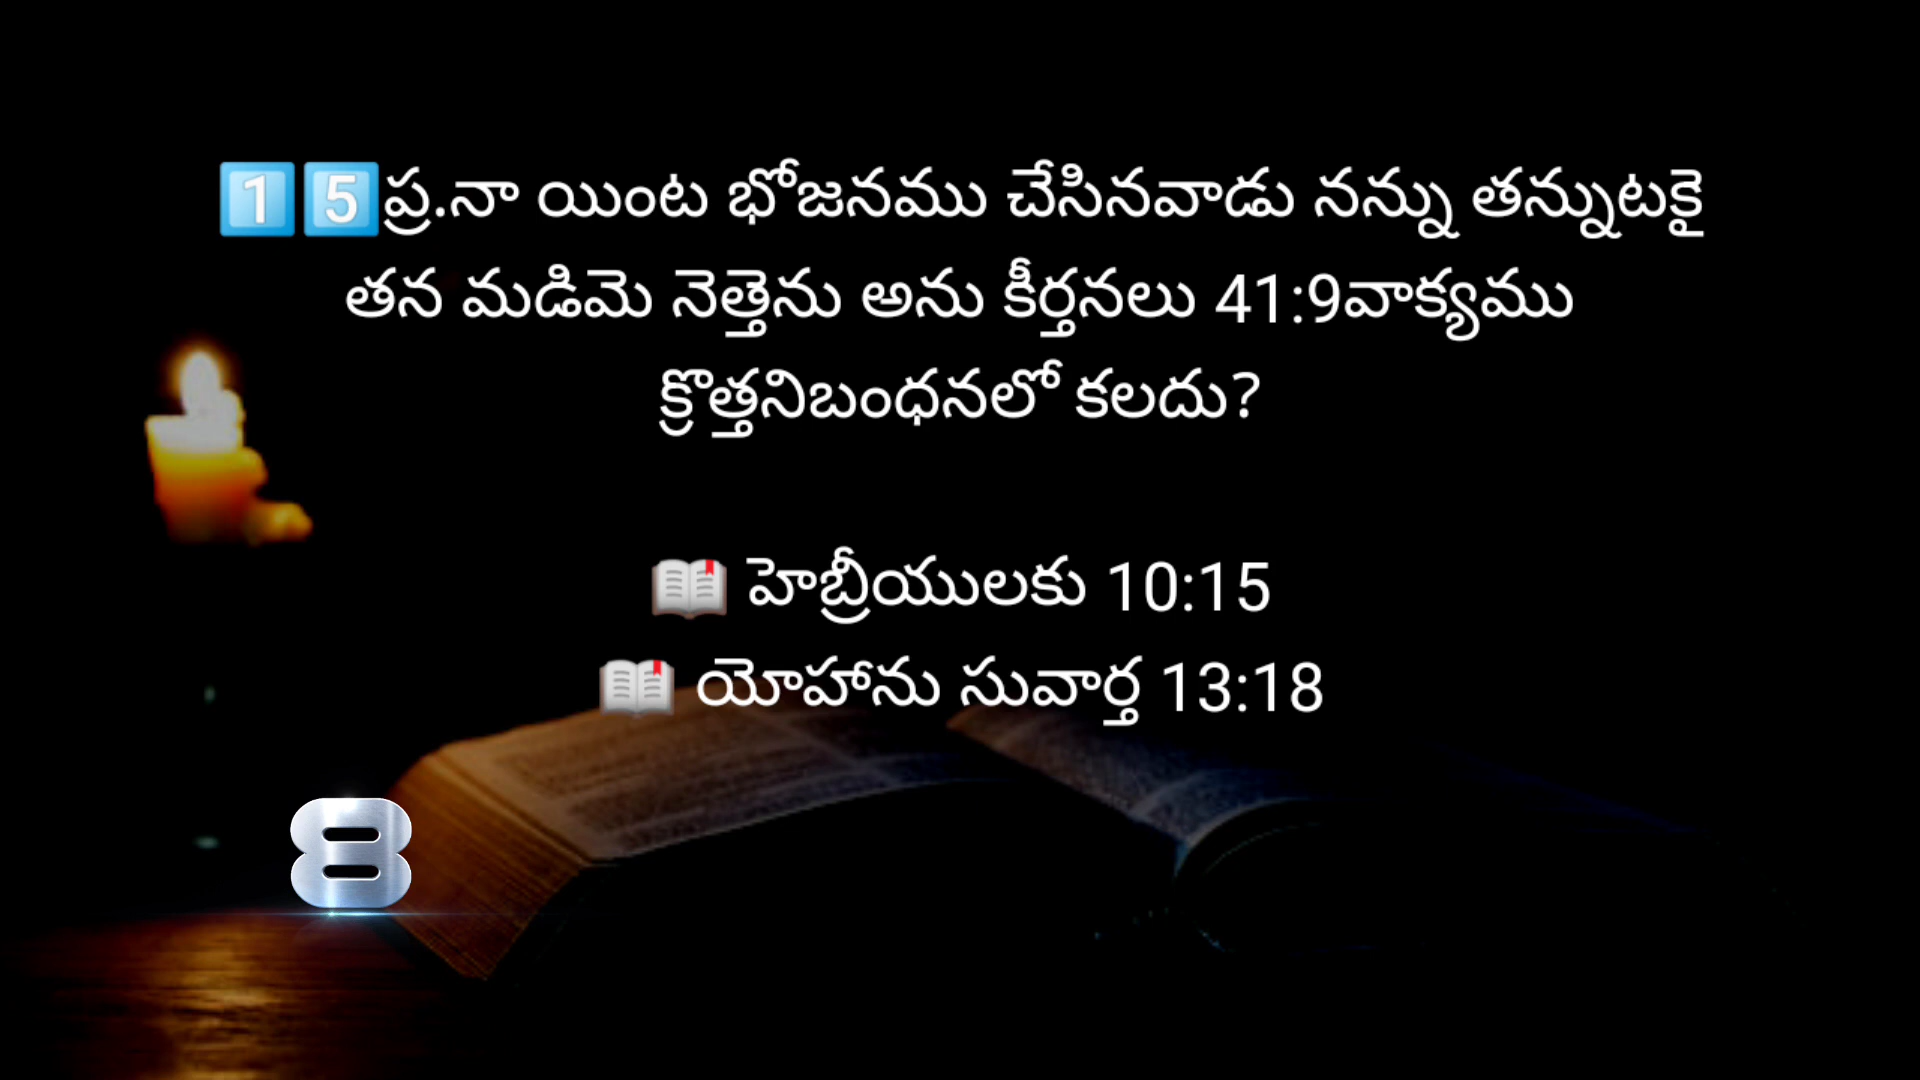 1️⃣5️⃣ప్ర.నా యింట భోజనము చేసినవాడు నన్ను తన్నుటకై
తన మడిమె నెత్తెను అను కీర్తనలు 41:9వాక్యము
క్రొత్తనిబంధనలో కలదు?
📖 హెబ్రీయులకు 10:15
📖 యోహాను సువార్త 13:18
8